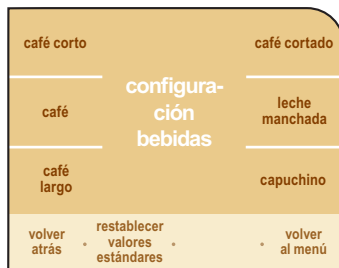 café corto
café cortado
configura-
ción
bebidas
café
leche
manchada
café
largo
capuchino
volver
atrás
restablecer
valores
estándares
volver
al menú